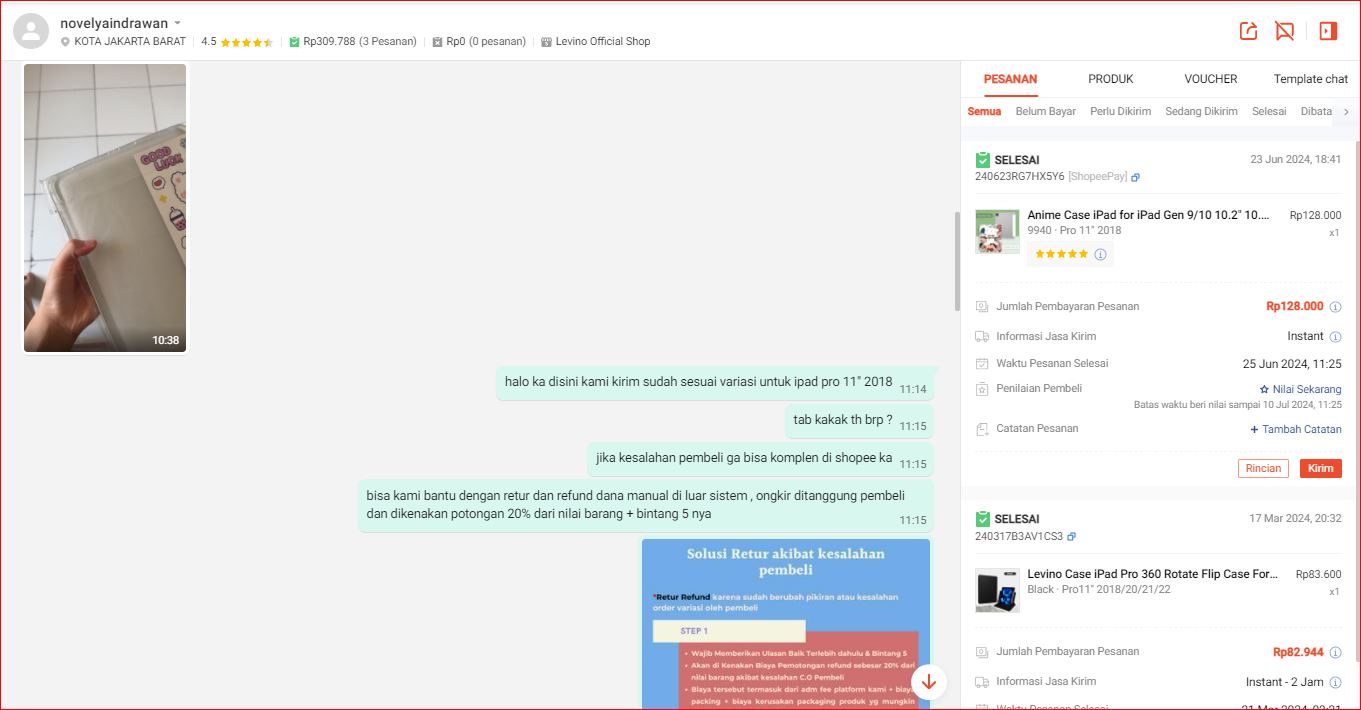 novelyaindrawan
KOTA JAKARTA BARAT
4.5
Rp309.788 (3 Pesanan)
Rp0 (0 pesanan)
Levino Official Shop
GOOD
LUCK
10:38
halo ka disini kami kirim sudah sesuai variasi untuk ipad pro 11" 2018
11:14
tab kakak th brp ?
11:15
jika kesalahan pembeli ga bisa komplen di shopee ka
11:15
bisa kami bantu dengan retur dan refund dana manual di luar sistem , ongkir ditanggung pembeli
dan dikenakan potongan 20% dari nilai barang + bintang 5 nya
11:15
Solusi Retur akibat kesalahan
pembeli
*Retur Refund karena sudah berubah pikiran atau kesalahan
order variasi oleh pembeli
STEP 1
• Wajib Memberikan Ulasan Baik Terlebih dahulu & Bintang 5
• Akan di Kenakan Biaya Pemotongan refund sebesar 20% dari
nilai barang akibat kesalahan C.O Pembeli
• Biaya tersebut termasuk dari adm fee platform kami + biaya
packing + biaya kerusakan packaging produk yg mungkin
PESANAN
PRODUK
VOUCHER
Template chat
Semua
Belum Bayar
Perlu Dikirim
Sedang Dikirim
Selesai
Dibata
SELESAI
23 Jun 2024, 18:41
240623RG7HX5Y6 [ShopeePay]
Anime Case iPad for iPad Gen 9/10 10.2" 10....
Rp128.000
9940 · Pro 11" 2018
x1
Jumlah Pembayaran Pesanan
Rp128.000
Informasi Jasa Kirim
Instant
Waktu Pesanan Selesai
25 Jun 2024, 11:25
Penilaian Pembeli
Nilai Sekarang
Batas waktu beri nilai sampai 10 Jul 2024, 11:25
Catatan Pesanan
+ Tambah Catatan
Rincian
Kirim
SELESAI
17 Mar 2024, 20:32
240317B3AV1CS3
Levino Case iPad Pro 360 Rotate Flip Case For...
Rp83.600
Black · Pro11" 2018/20/21/22
x1
Jumlah Pembayaran Pesanan
Rp82.944
Informasi Jasa Kirim
Instant - 2 Jam
Waktu Pesanan Selesai